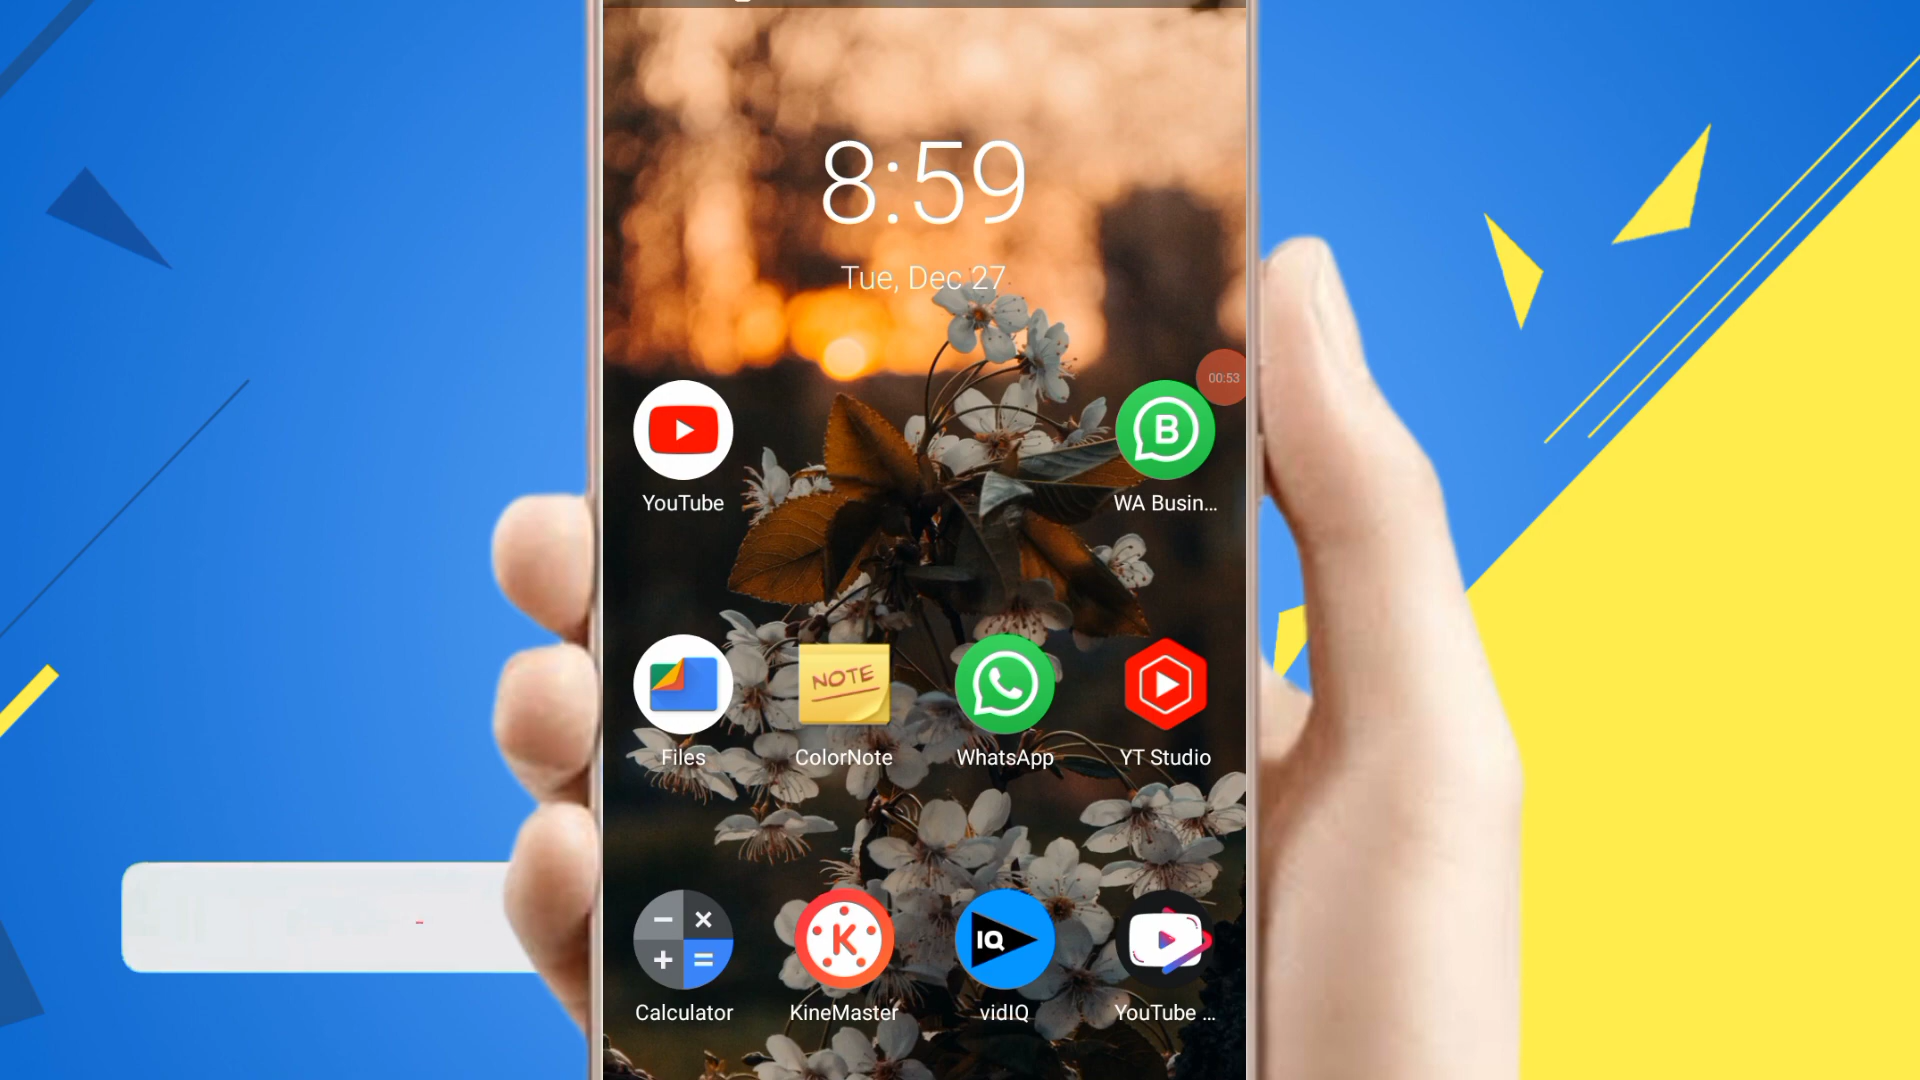 8:59
Tue, Dec 27
00:53
B
YouTube
WA Busin...
NOTE
Files
ColorNote
WhatsApp
YT Studio
K
IQ
Calculator
KineMaster
vidIQ
YouTube ...